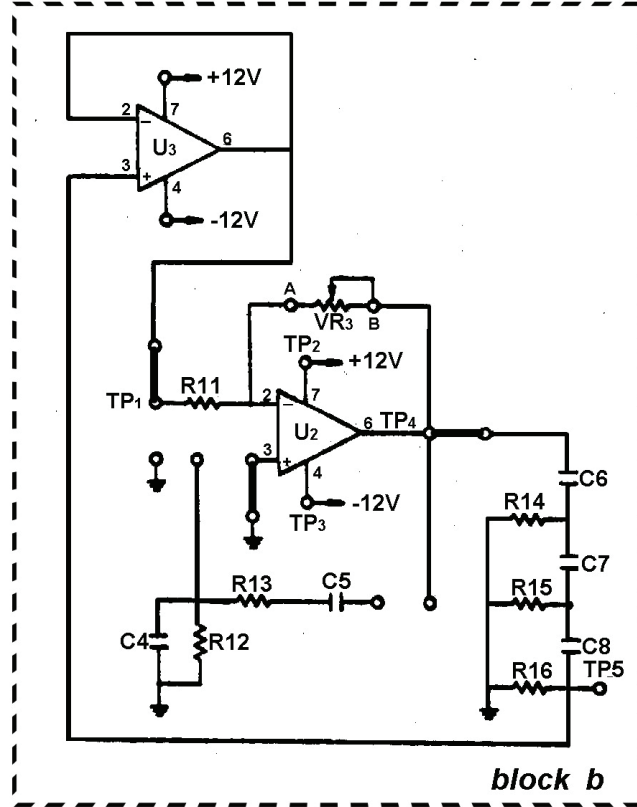 +12V
2
7
−
U3
6
3
+
4
-12V
A
VR3
B
TP2
+12V
R11
TP1
2
7
−
6
TP4
U2
3
+
4
-12V
TP3
C6
R14
C7
R13
C5
R15
C4
R12
C8
TP5
R16
block b